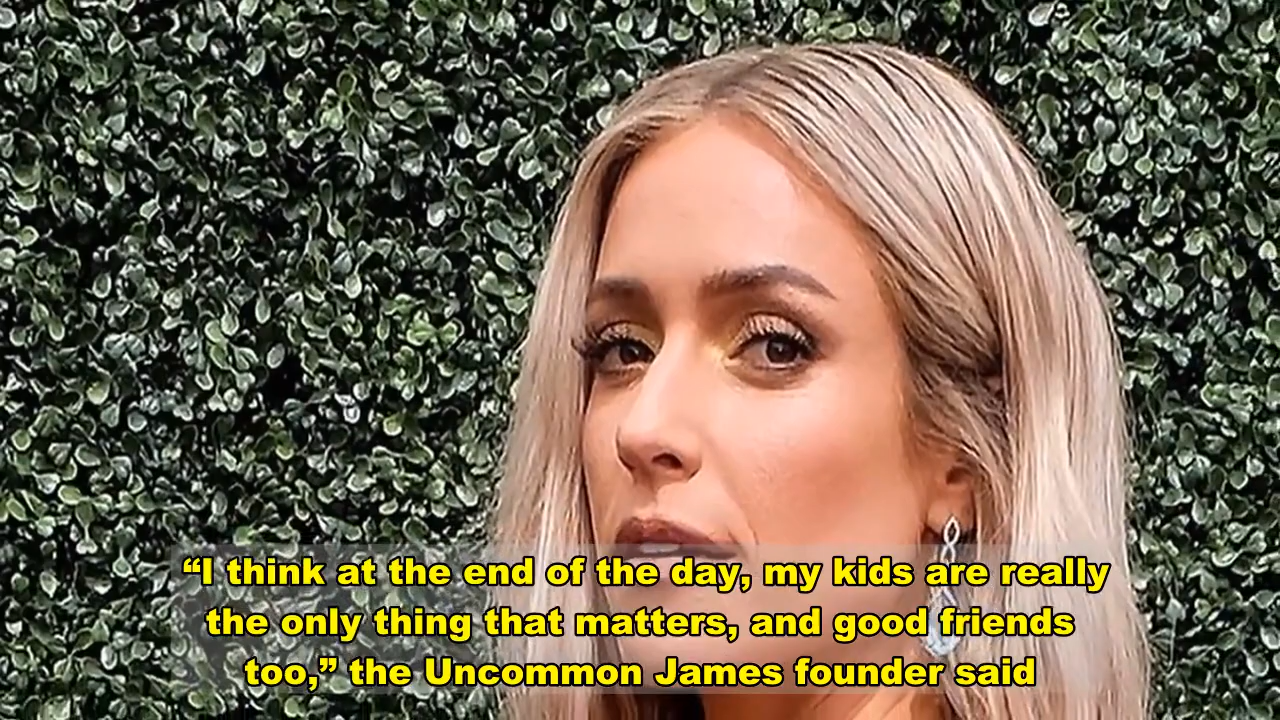 “I think at the end of the day, my kids are really
the only thing that matters, and good friends
too,” the Uncommon James founder said